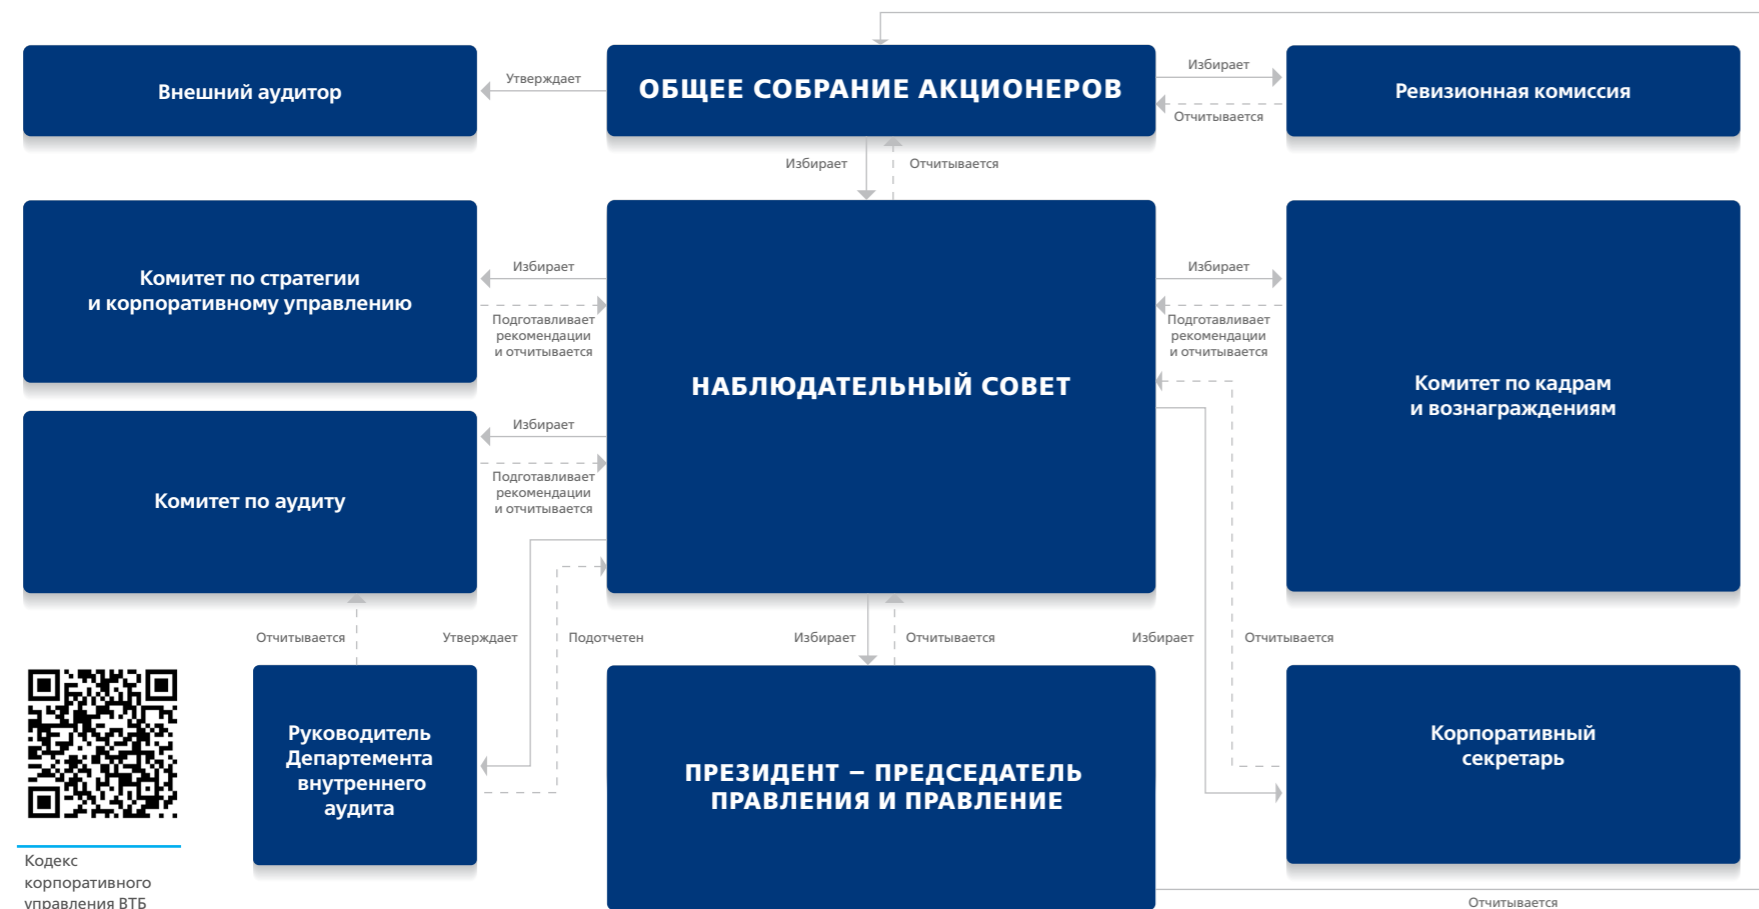 Внешний аудитор
Утверждает
ОБЩЕЕ СОБРАНИЕ АКЦИОНЕРОВ
Избирает
Отчитывается
Ревизионная комиссия
Избирает
Отчитывается
Комитет по стратегии
и корпоративному управлению
Избирает
Подготавливает
рекомендации
и отчитывается
НАБЛЮДАТЕЛЬНЫЙ СОВЕТ
Избирает
Подготавливает
рекомендации
и отчитывается
Комитет по кадрам
и вознаграждениям
Комитет по аудиту
Избирает
Подготавливает
рекомендации
и отчитывается
Отчитывается
Утверждает
Подотчетен
Избирает
Отчитывается
Избирает
Отчитывается
Руководитель
Департамента
внутреннего
аудита
ПРЕЗИДЕНТ – ПРЕДСЕДАТЕЛЬ
ПРАВЛЕНИЯ И ПРАВЛЕНИЕ
Корпоративный
секретарь
Кодекс
корпоративного
управления ВТБ
Отчитывается